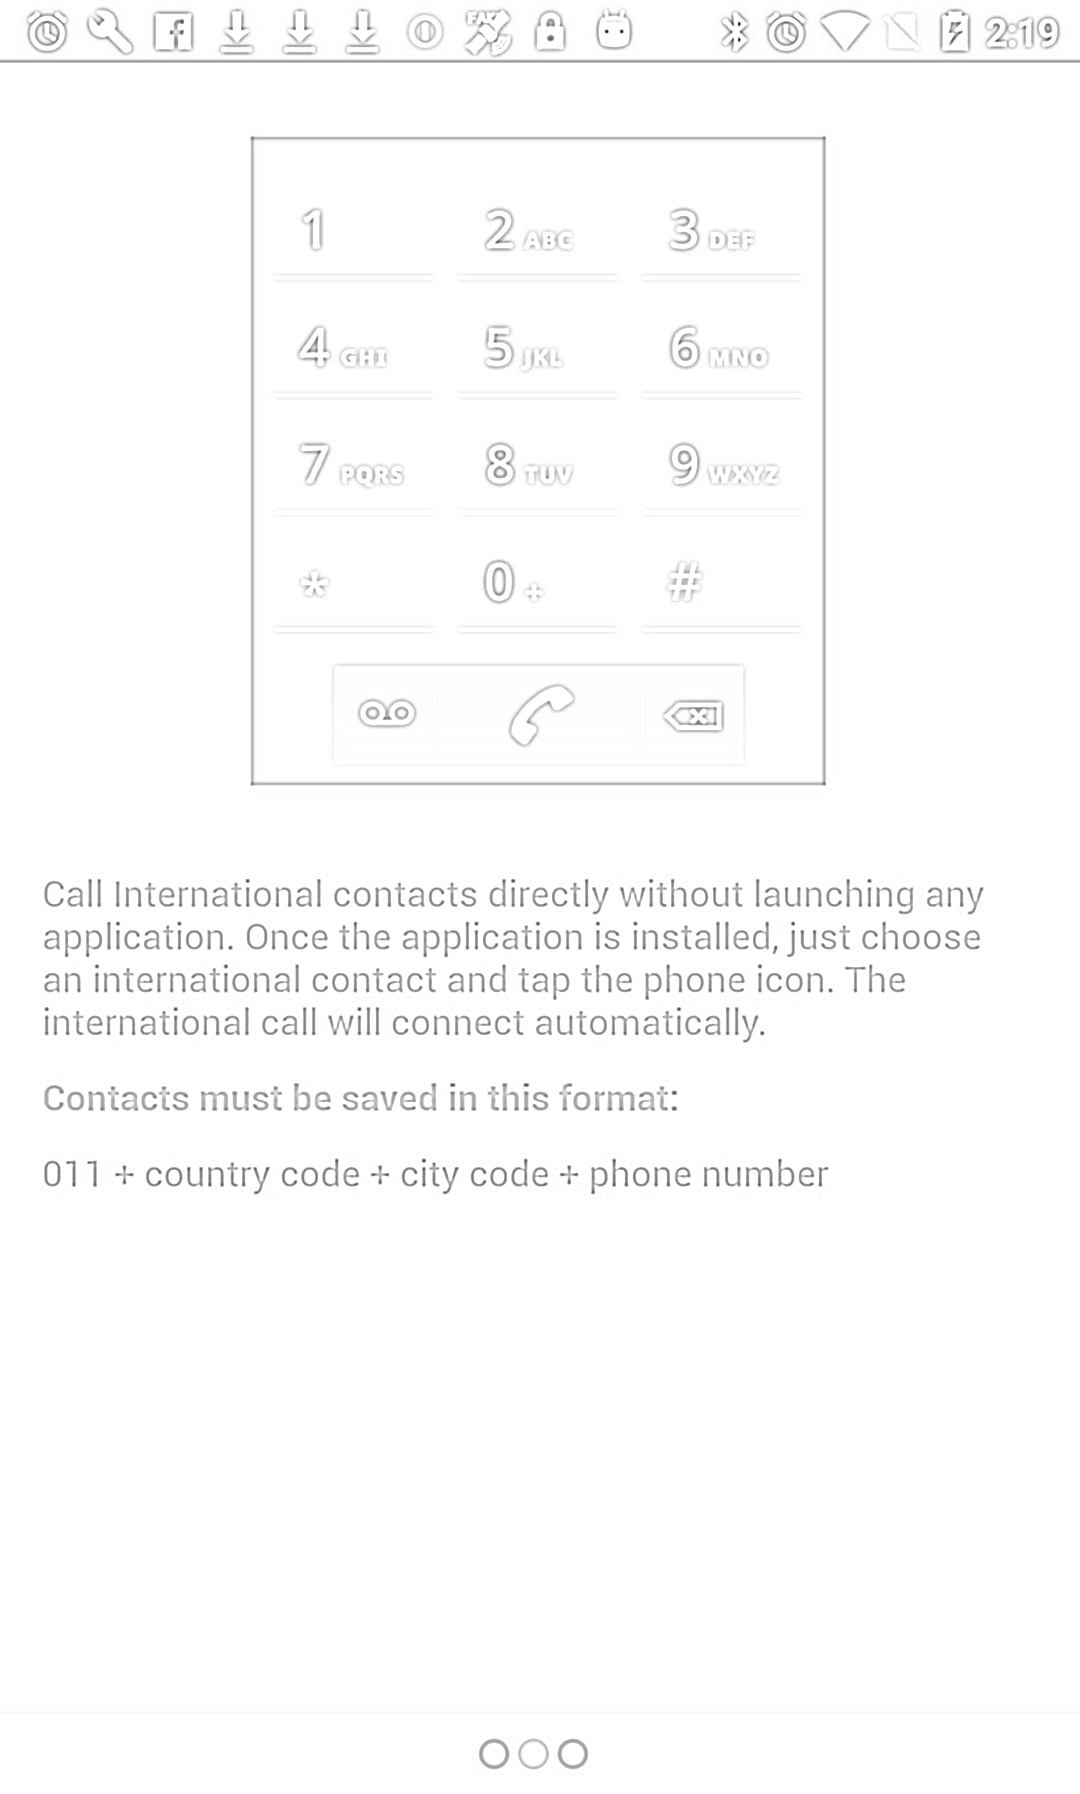 2:19
1 2 ABC 3 DEF
4 GHI 5 JKL 6 MNO
7 PQRS 8 TUV 9 WXYZ
* 0 + #
Call International contacts directly without launching any
application. Once the application is installed, just choose
an international contact and tap the phone icon. The
international call will connect automatically.
Contacts must be saved in this format:
011 + country code + city code + phone number